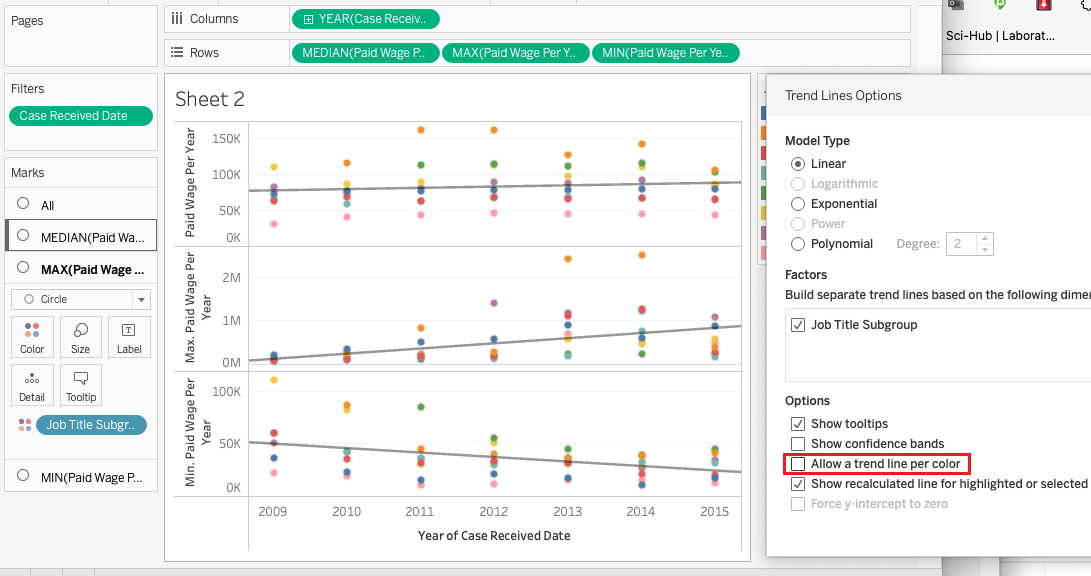 Pages
Columns
YEAR(Case Receiv..
Rows
MEDIAN(Paid Wage P..
MAX(Paid Wage Per Y..
MIN(Paid Wage Per Ye..
Sci-Hub | Laborat...
Filters
Case Received Date
Marks
All
MEDIAN(Paid Wa...
MAX(Paid Wage ...
Circle
Color
Size
Label
Detail
Tooltip
Job Title Subgr..
MIN(Paid Wage P...
Sheet 2
Paid Wage Per Year
150K
100K
50K
0K
Max. Paid Wage Per
Year
2M
1M
0M
Min. Paid Wage Per
Year
100K
50K
0K
2009
2010
2011
2012
2013
2014
2015
Year of Case Received Date
Trend Lines Options
Model Type
Linear
Logarithmic
Exponential
Power
Polynomial
Degree:
2
Factors
Build separate trend lines based on the following dimen
Job Title Subgroup
Options
Show tooltips
Show confidence bands
Allow a trend line per color
Show recalculated line for highlighted or selected
Force y-intercept to zero